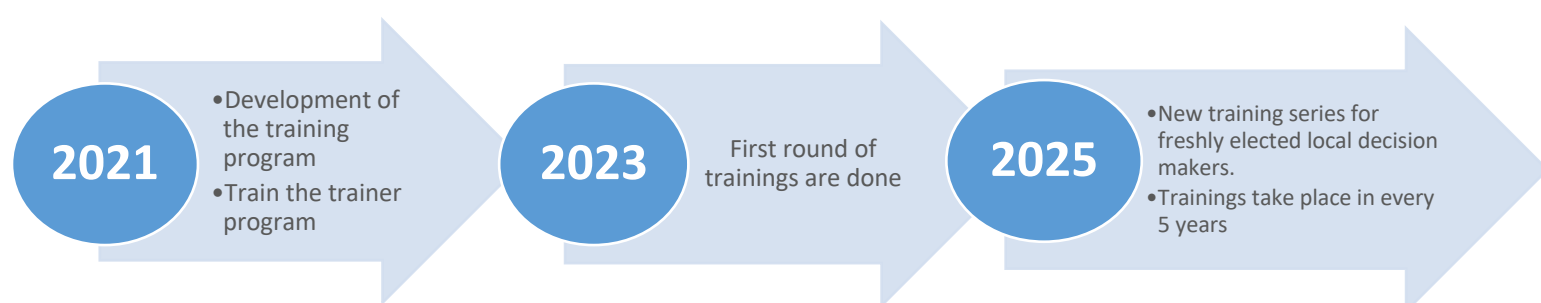 2021
•Development of
the training
program
•Train the trainer
program
2023
First round of
trainings are done
2025
•New training series for
freshly elected local decision
makers.
•Trainings take place in every
5 years